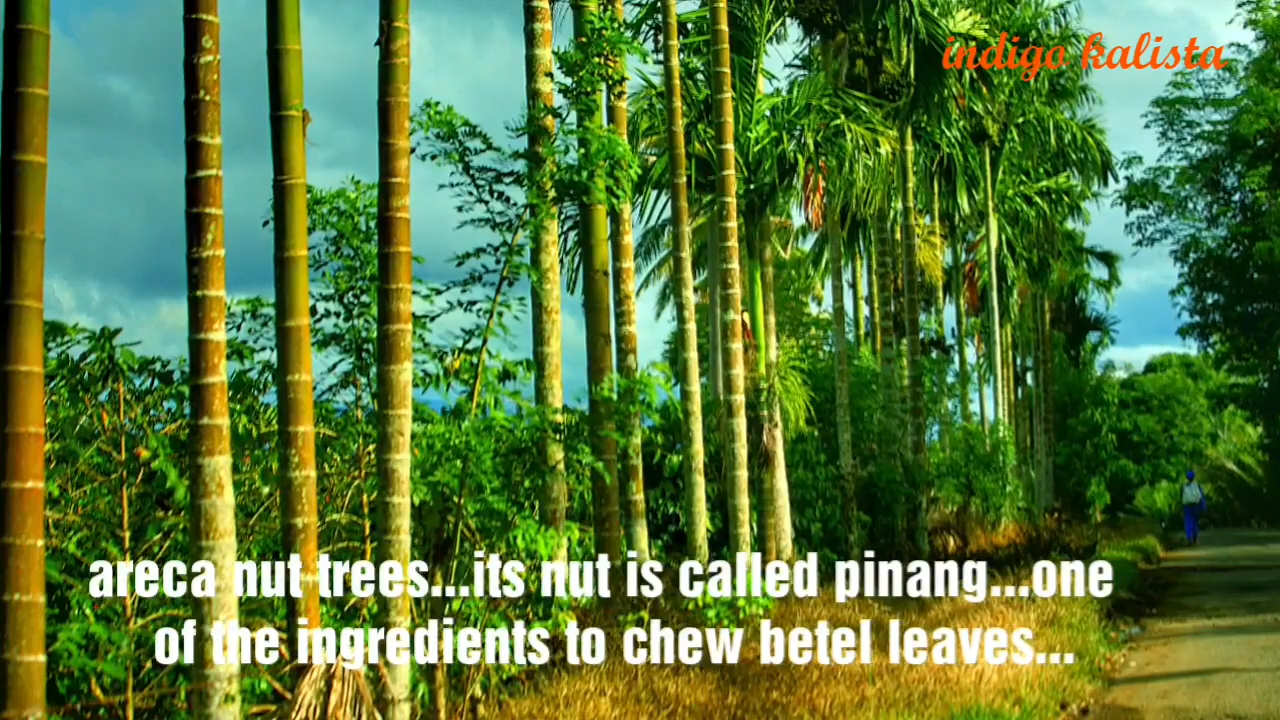 indigo kalista
areca nut trees...its nut is called pinang...one
of the ingredients to chew betel leaves...